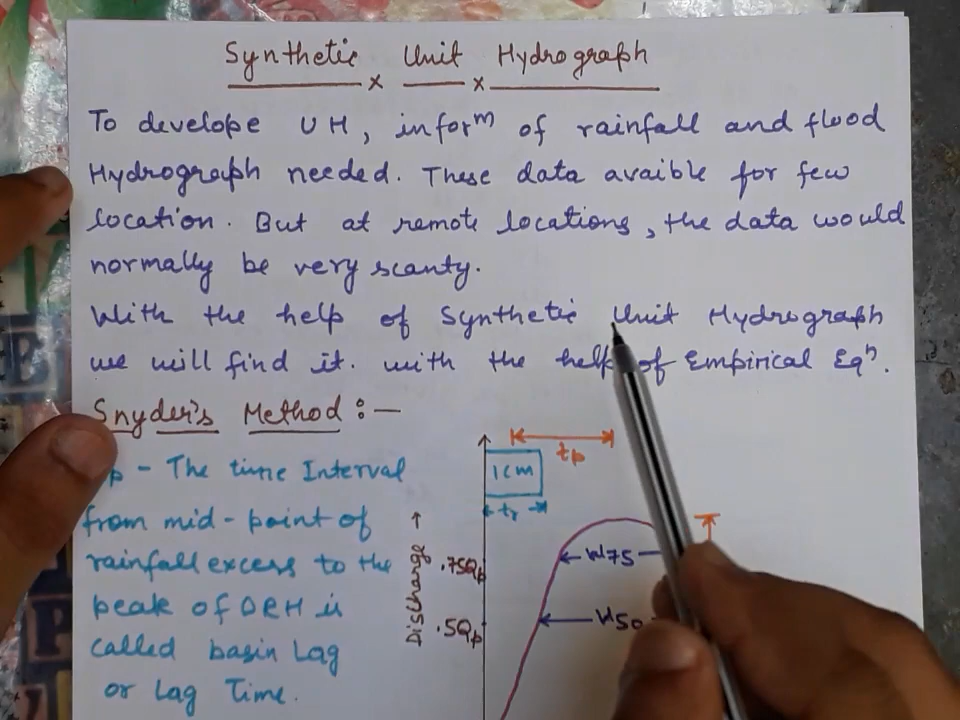 Synthetic x Unit x Hydrograph
To develope UH, inforᵐ of rainfall and flood
Hydrograph needed. These data avaible for few
location. But at remote locations, the data would
normally be very scanty.
With the help of Synthetic Unit Hydrograph
we will find it. with the help of Empirical Eqⁿ.
Snyder's Method :-
p - The time Interval
from mid-point of
rainfall excess to the
peak of DRH is
called basin Lag
or Lag Time.
tp
1cm
tr
Discharge →
.75Qp
W75
.5Qp
W50